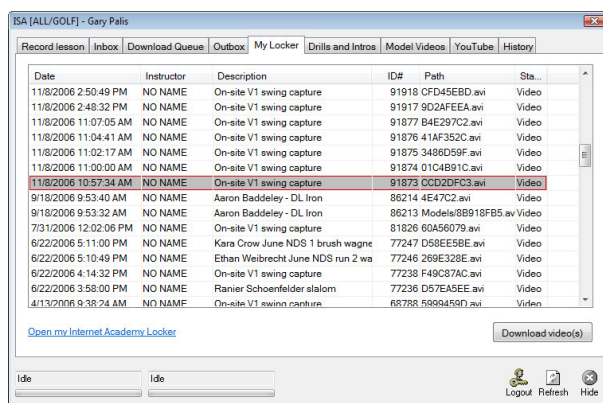 ISA [ALL/GOLF] - Gary Palis
Record lesson Inbox Download Queue Outbox My Locker Drills and Intros Model Videos YouTube History
Date Instructor Description ID# Path Sta...
11/8/2006 2:50:49 PM NO NAME On-site V1 swing capture 91918 CFD45EBD.avi Video
11/8/2006 2:48:32 PM NO NAME On-site V1 swing capture 91917 9D2AFEEA.avi Video
11/8/2006 11:07:05 AM NO NAME On-site V1 swing capture 91877 B4E297C2.avi Video
11/8/2006 11:04:41 AM NO NAME On-site V1 swing capture 91876 41AF352C.avi Video
11/8/2006 11:02:17 AM NO NAME On-site V1 swing capture 91875 3486D59F.avi Video
11/8/2006 11:00:00 AM NO NAME On-site V1 swing capture 91874 01C4B91C.avi Video
11/8/2006 10:57:34 AM NO NAME On-site V1 swing capture 91873 CCD2DFC3.avi Video
9/18/2006 9:53:40 AM NO NAME Aaron Baddeley - DL Iron 86214 4E47C2.avi Video
9/18/2006 9:53:32 AM NO NAME Aaron Baddeley - DL Iron 86213 Models/8B918FB5.av Video
7/31/2006 12:02:06 PM NO NAME On-site V1 swing capture 81826 60A56079.avi Video
6/22/2006 5:11:00 PM NO NAME Kara Crow June NDS 1 brush wagne 77247 D58EE5BE.avi Video
6/22/2006 5:10:49 PM NO NAME Ethan Weibrecht June NDS run 2 wa 77246 269E328E.avi Video
6/22/2006 4:14:32 PM NO NAME On-site V1 swing capture 77238 F49C87AC.avi Video
6/22/2006 3:58:00 PM NO NAME Ranier Schoenfelder slalom 77236 D57EA5EE.avi Video
4/13/2006 9:38:24 AM NO NAME On-site V1 swing capture 68788 5999459D.avi Video
Open my Internet Academy Locker Download video(s)
Idle Idle
Logout Refresh Hide